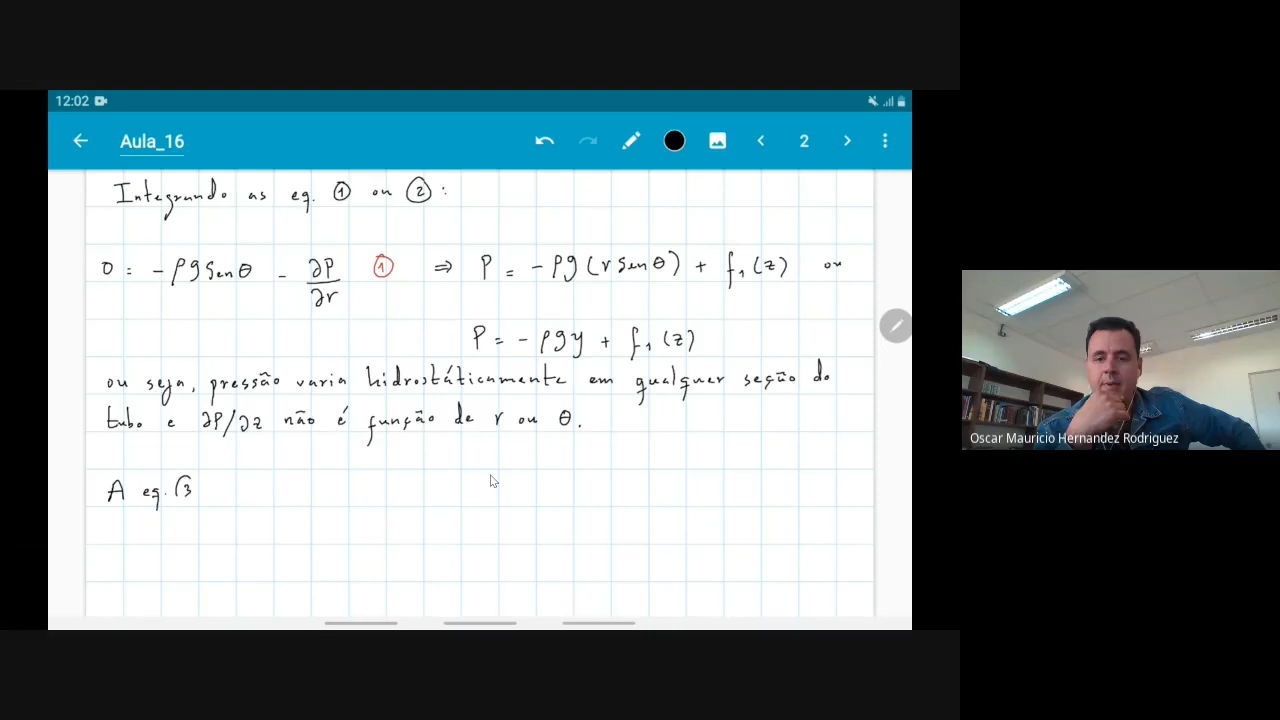 12:02
Aula_16
2
Integrando as eq. ① ou ② :
0 = - ρg sen θ - ∂P/∂r ① ⇒ P = - ρg (r sen θ) + f₁(z) ou
P = - ρgy + f₁(z)
ou seja, pressão varia hidrostáticamente em qualquer seção do
tubo e ∂P/∂z não é função de r ou θ.
A eq. (3
Oscar Mauricio Hernandez Rodriguez